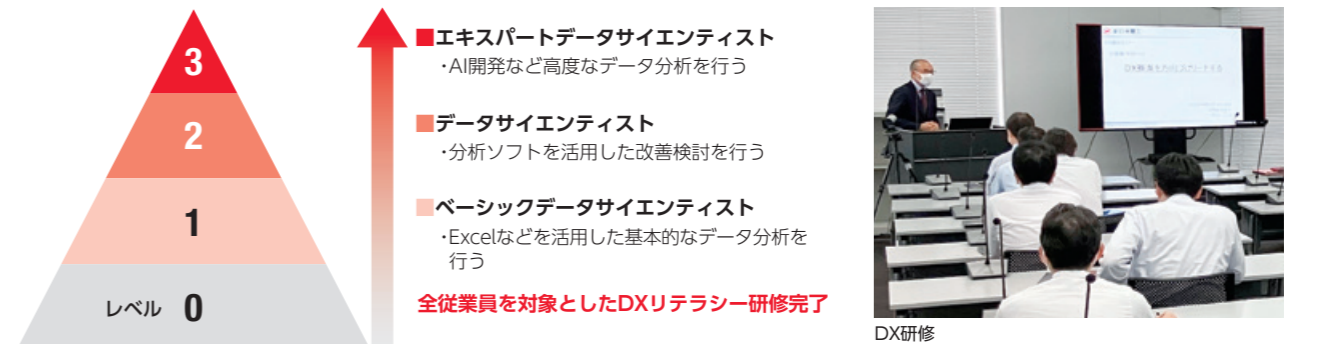 3
2
1
レベル 0
■エキスパートデータサイエンティスト
・AI開発など高度なデータ分析を行う
■データサイエンティスト
・分析ソフトを活用した改善検討を行う
■ベーシックデータサイエンティスト
・Excelなどを活用した基本的なデータ分析を
行う
全従業員を対象としたDXリテラシー研修完了
DX研修